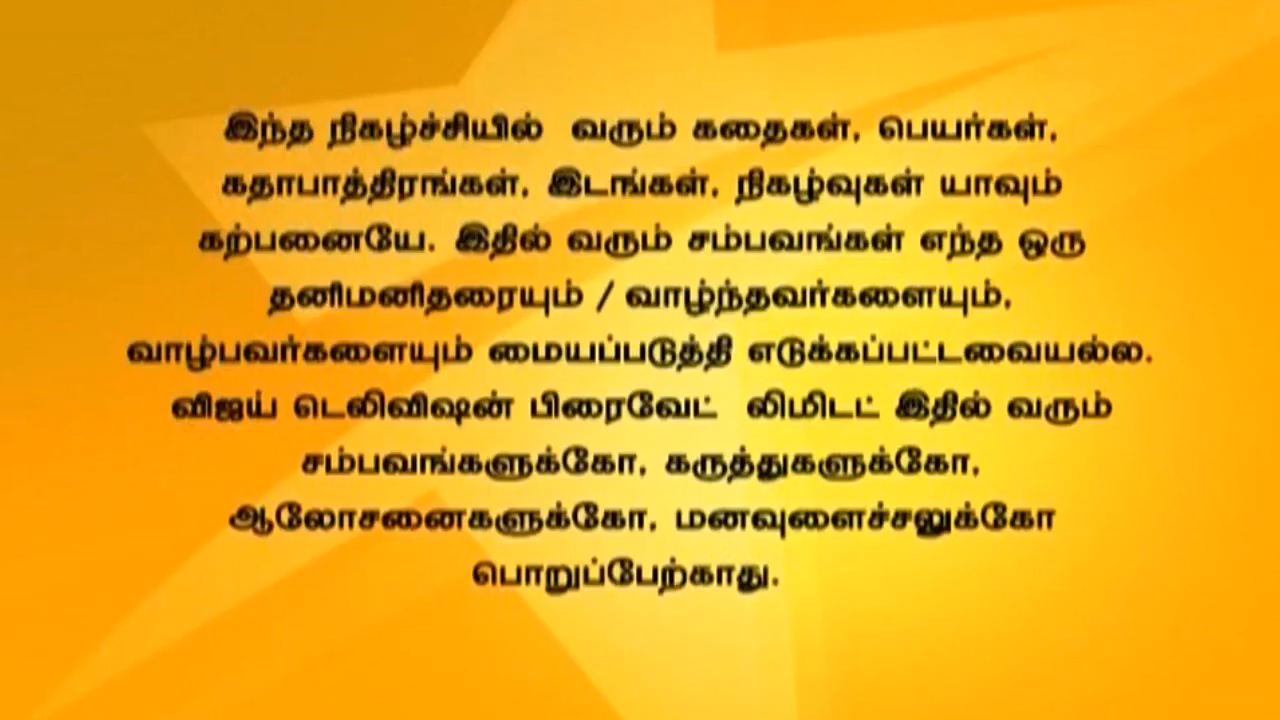 இந்த நிகழ்ச்சியில் வரும் கதைகள், பெயர்கள்,
கதாபாத்திரங்கள், இடங்கள், நிகழ்வுகள் யாவும்
கற்பனையே. இதில் வரும் சம்பவங்கள் எந்த ஒரு
தனிமனிதரையும் / வாழ்ந்தவர்களையும்,
வாழ்பவர்களையும் மையப்படுத்தி எடுக்கப்பட்டவையல்ல.
விஜய் டெலிவிஷன் பிரைவேட் லிமிடட் இதில் வரும்
சம்பவங்களுக்கோ, கருத்துகளுக்கோ,
ஆலோசனைகளுக்கோ, மனவுளைச்சலுக்கோ
பொறுப்பேற்காது.